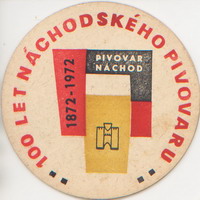 100 LET NÁCHODSKÉHO PIVOVARU
1872-1972
PIVOVAR
NÁCHOD